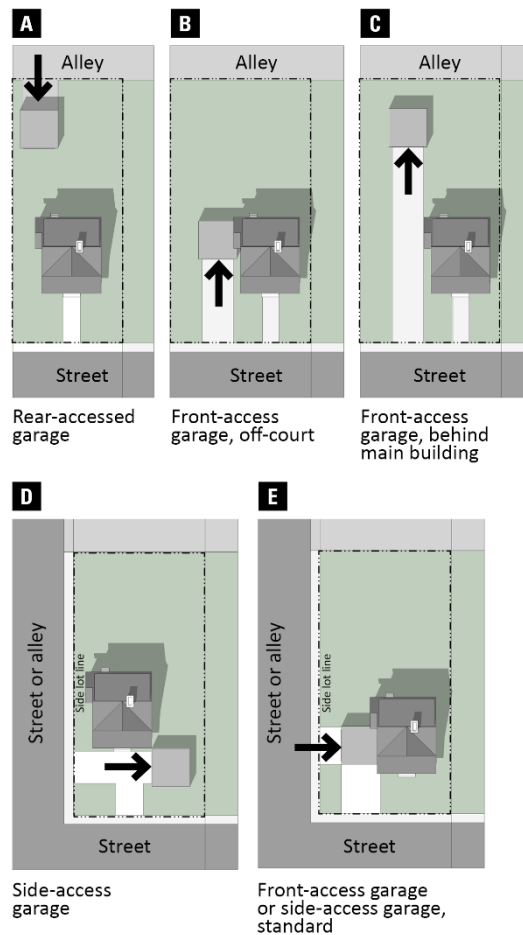 A
Alley
Street
Rear-accessed
garage
B
Alley
Street
Front-access
garage, off-court
C
Alley
Street
Front-access
garage, behind
main building
D
Street or alley
Side lot line
Street
Side-access
garage
E
Street or alley
Side lot line
Street
Front-access garage
or side-access garage,
standard